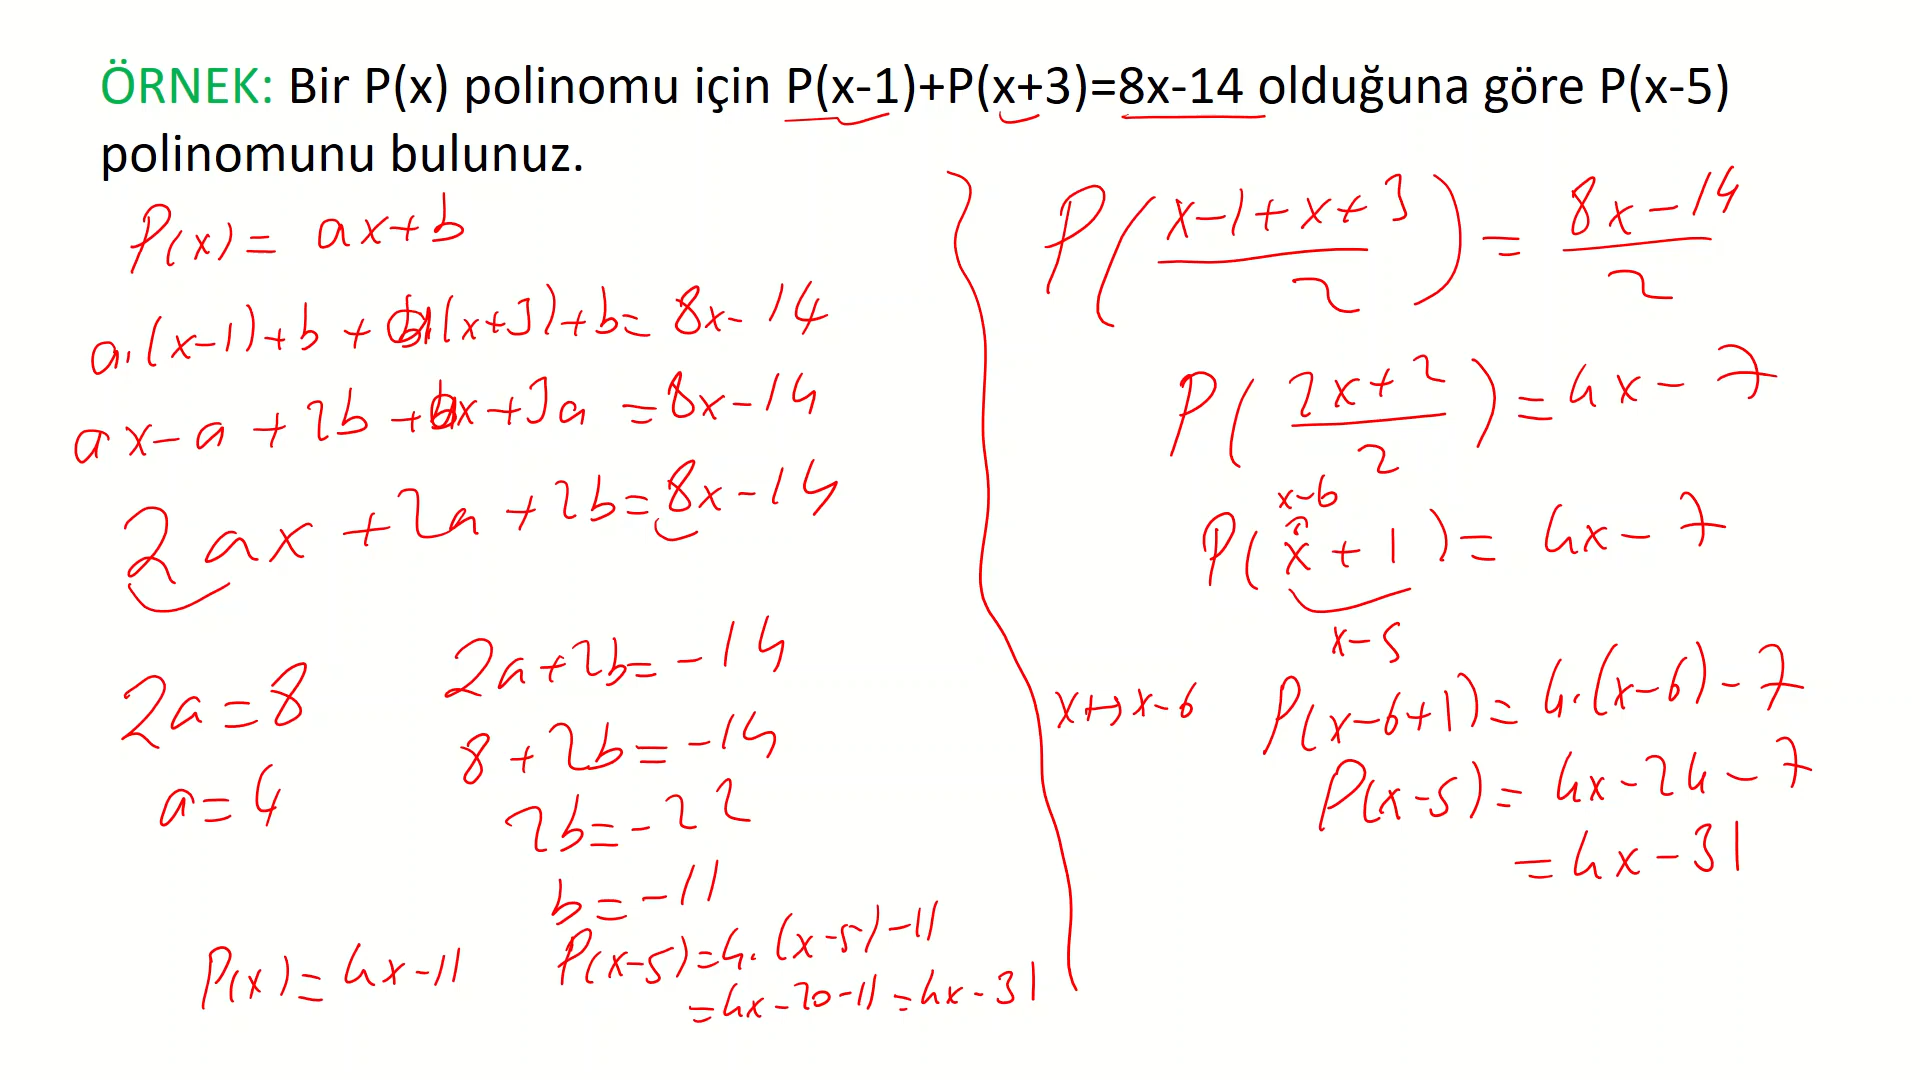 ÖRNEK: Bir P(x) polinomu için P(x-1)+P(x+3)=8x-14 olduğuna göre P(x-5)
polinomunu bulunuz.
P(x) = ax+b
a.(x-1)+b + a.(x+3)+b = 8x-14
ax-a+2b+ax+3a = 8x-14
2ax+2a+2b = 8x-14
2a=8
a=4
2a+2b=-14
8+2b=-14
2b=-22
b=-11
P(x)=4x-11
P(x-5)=4.(x-5)-11
=4x-20-11=4x-31
P((x-1+x+3)/2) = (8x-14)/2
P((2x+2)/2) = 4x-7
x-6
P(x+1) = 4x-7
x-5
x↔x-6 P(x-6+1)=4.(x-6)-7
P(x-5)=4x-24-7
=4x-31